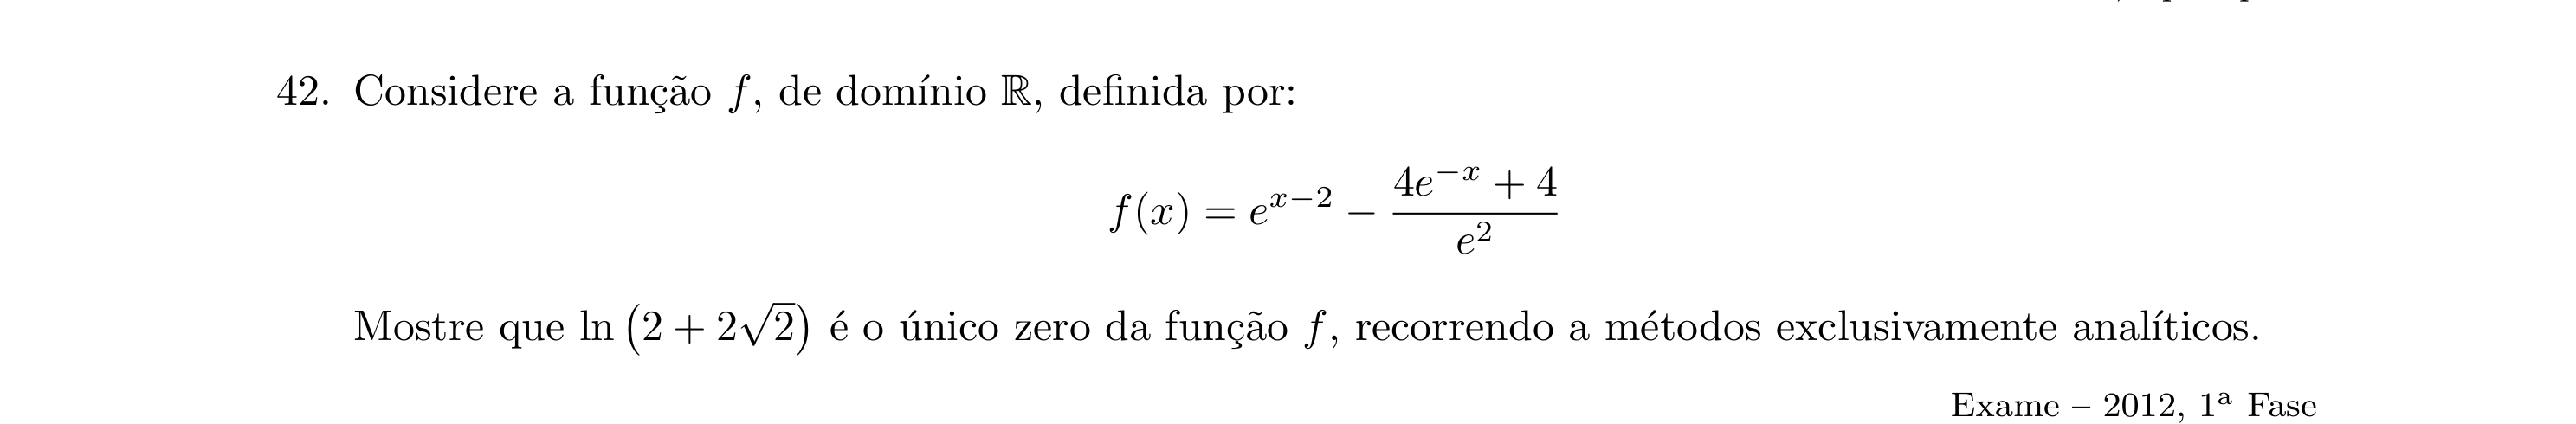 42. Considere a função f, de domínio ℝ, definida por:
f(x) = e^{x−2} − \frac{4e^{−x} + 4}{e^2}
Mostre que ln (2 + 2√2) é o único zero da função f, recorrendo a métodos exclusivamente analíticos.
Exame – 2012, 1ª Fase